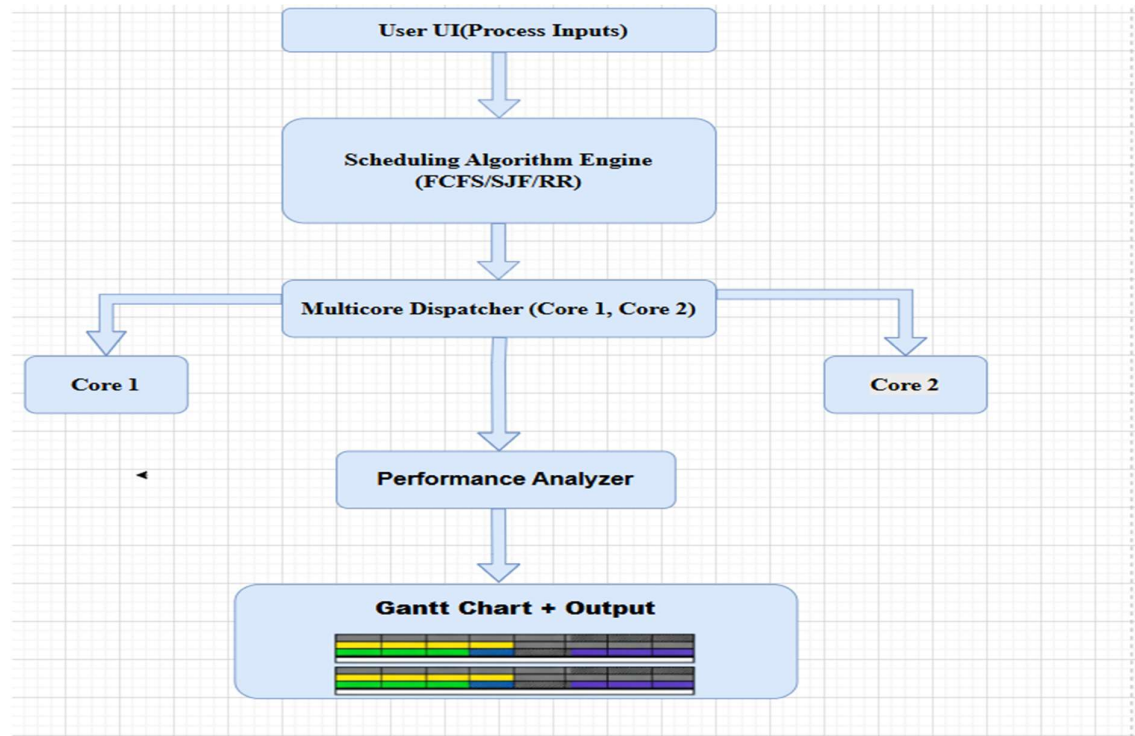 User UI(Process Inputs)
Scheduling Algorithm Engine
(FCFS/SJF/RR)
Multicore Dispatcher (Core 1, Core 2)
Core 1
Core 2
Performance Analyzer
Gantt Chart + Output